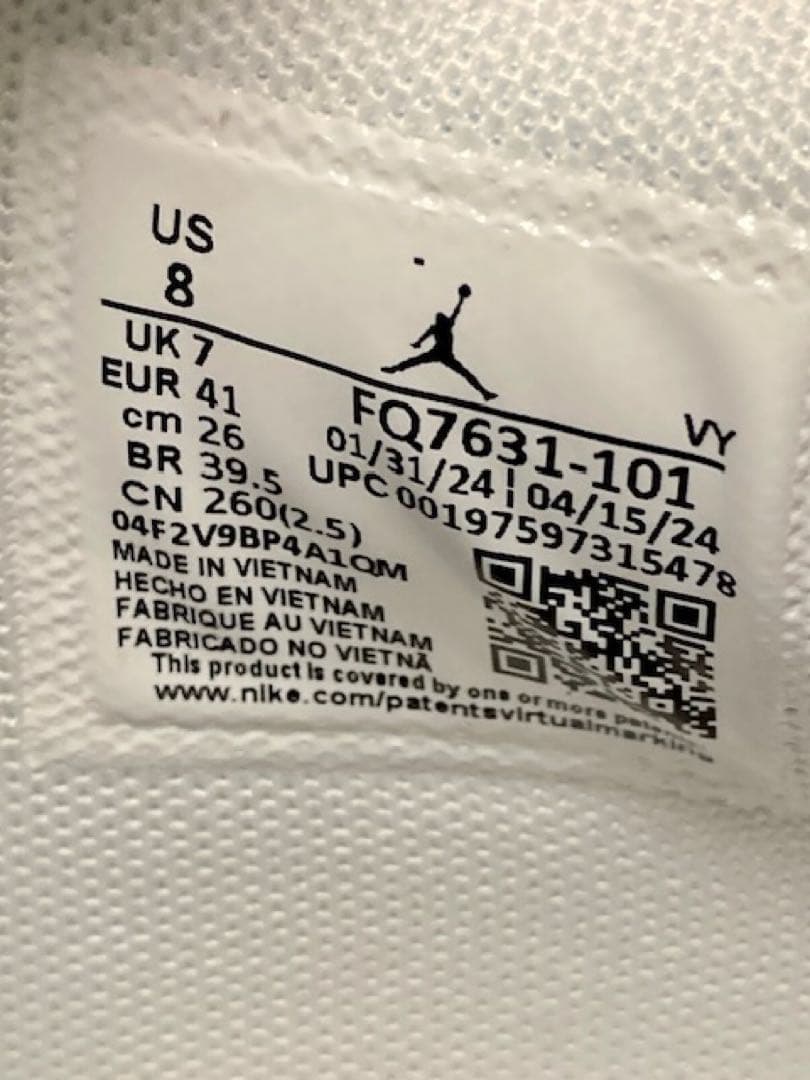 US
8
UK 7
EUR 41
cm 26
BR 39.5
CN 260(2.5)
04F2V9BP4A1QM
MADE IN VIETNAM
HECHO EN VIETNAM
FABRIQUE AU VIETNAM
FABRICADO NO VIETNÃ
This product is covered by one or more
www.nike.com/patentsvirtualmarking
VY
FQ7631-101
01/31/24 | 04/15/24
UPC 00197597315478